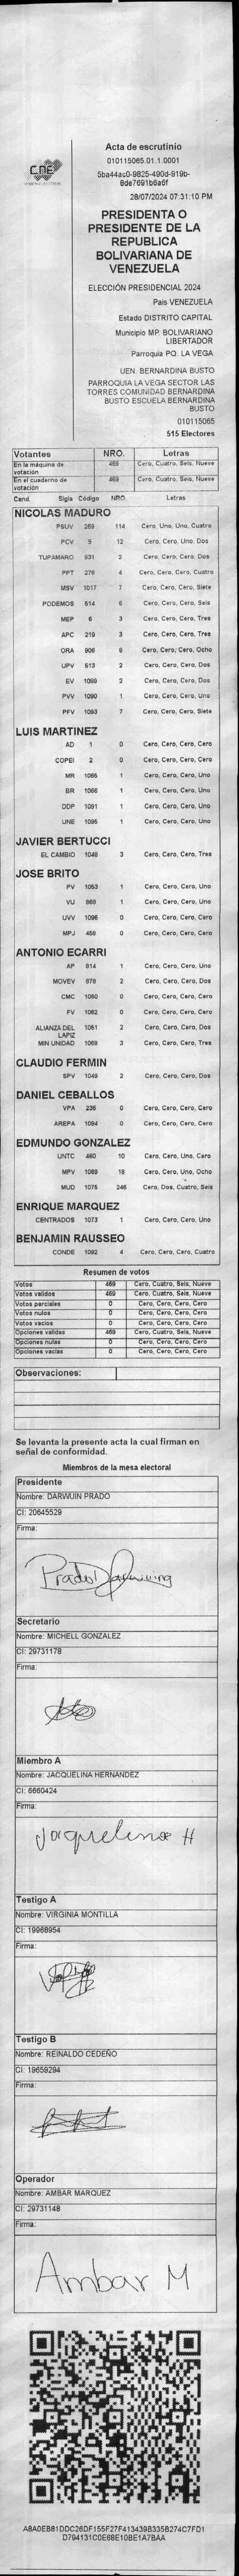 CNE
Acta de escrutinio
010115065.01.1.0001
5ba44ac0-9825-490d-919b-
8de7691b6a6f
28/07/2024 07:31:10 PM
PRESIDENTA O
PRESIDENTE DE LA
REPUBLICA
BOLIVARIANA DE
VENEZUELA
ELECCIÓN PRESIDENCIAL 2024
Pais VENEZUELA
Estado DISTRITO CAPITAL
Municipio MP. BOLIVARIANO
LIBERTADOR
Parroquia PQ. LA VEGA
UEN. BERNARDINA BUSTO
PARROQUIA LA VEGA SECTOR LAS
TORRES COMUNIDAD BERNARDINA
BUSTO ESCUELA BERNARDINA
BUSTO
010115065
515 Electores
Votantes NRO. Letras
En la máquina de votación 469 Cero, Cuatro, Seis, Nueve
En el cuaderno de votación 469 Cero, Cuatro, Seis, Nueve
Cand. Sigla Código NRO. Letras
NICOLAS MADURO
PSUV 269 114 Cero, Uno, Uno, Cuatro
PCV 9 12 Cero, Cero, Uno, Dos
TUPAMARO 931 2 Cero, Cero, Cero, Dos
PPT 276 4 Cero, Cero, Cero, Cuatro
MSV 1017 7 Cero, Cero, Cero, Siete
PODEMOS 514 6 Cero, Cero, Cero, Seis
MEP 6 3 Cero, Cero, Cero, Tres
APC 219 3 Cero, Cero, Cero, Tres
ORA 906 8 Cero, Cero, Cero, Ocho
UPV 513 2 Cero, Cero, Cero, Dos
EV 1089 2 Cero, Cero, Cero, Dos
PVV 1090 1 Cero, Cero, Cero, Uno
PFV 1093 7 Cero, Cero, Cero, Siete
LUIS MARTINEZ
AD 1 0 Cero, Cero, Cero, Cero
COPEI 2 0 Cero, Cero, Cero, Cero
MR 1065 1 Cero, Cero, Cero, Uno
BR 1066 1 Cero, Cero, Cero, Uno
DDP 1091 1 Cero, Cero, Cero, Uno
UNE 1095 1 Cero, Cero, Cero, Uno
JAVIER BERTUCCI
EL CAMBIO 1048 3 Cero, Cero, Cero, Tres
JOSE BRITO
PV 1053 1 Cero, Cero, Cero, Uno
VU 868 1 Cero, Cero, Cero, Uno
UVV 1096 0 Cero, Cero, Cero, Cero
MPJ 458 0 Cero, Cero, Cero, Cero
ANTONIO ECARRI
AP 814 1 Cero, Cero, Cero, Uno
MOVEV 878 2 Cero, Cero, Cero, Dos
CMC 1050 0 Cero, Cero, Cero, Cero
FV 1062 0 Cero, Cero, Cero, Cero
ALIANZA DEL LAPIZ 1051 2 Cero, Cero, Cero, Dos
MIN UNIDAD 1068 3 Cero, Cero, Cero, Tres
CLAUDIO FERMIN
SPV 1049 2 Cero, Cero, Cero, Dos
DANIEL CEBALLOS
VPA 236 0 Cero, Cero, Cero, Cero
AREPA 1094 0 Cero, Cero, Cero, Cero
EDMUNDO GONZALEZ
UNTC 460 10 Cero, Cero, Uno, Cero
MPV 1069 18 Cero, Cero, Uno, Ocho
MUD 1075 246 Cero, Dos, Cuatro, Seis
ENRIQUE MARQUEZ
CENTRADOS 1073 1 Cero, Cero, Cero, Uno
BENJAMIN RAUSSEO
CONDE 1092 4 Cero, Cero, Cero, Cuatro
Resumen de votos
Votos 469 Cero, Cuatro, Seis, Nueve
Votos validos 469 Cero, Cuatro, Seis, Nueve
Votos parciales 0 Cero, Cero, Cero, Cero
Votos nulos 0 Cero, Cero, Cero, Cero
Votos vacios 0 Cero, Cero, Cero, Cero
Opciones validas 469 Cero, Cuatro, Seis, Nueve
Opciones nulas 0 Cero, Cero, Cero, Cero
Opciones vacias 0 Cero, Cero, Cero, Cero
Observaciones:
Se levanta la presente acta la cual firman en
señal de conformidad.
Miembros de la mesa electoral
Presidente
Nombre: DARWUIN PRADO
CI: 20645529
Firma:
Secretario
Nombre: MICHELL GONZALEZ
CI: 29731178
Firma:
Miembro A
Nombre: JACQUELINA HERNANDEZ
CI: 6660424
Firma:
Jacquelina H
Testigo A
Nombre: VIRGINIA MONTILLA
CI: 19968954
Firma:
Testigo B
Nombre: REINALDO CEDEÑO
CI: 19659294
Firma:
Operador
Nombre: AMBAR MARQUEZ
CI: 29731148
Firma:
Ambar M
A8A0EB81DDC26DF155F27F413439B335B274C7FD1
D794131C0E68E10BE1A7BAA